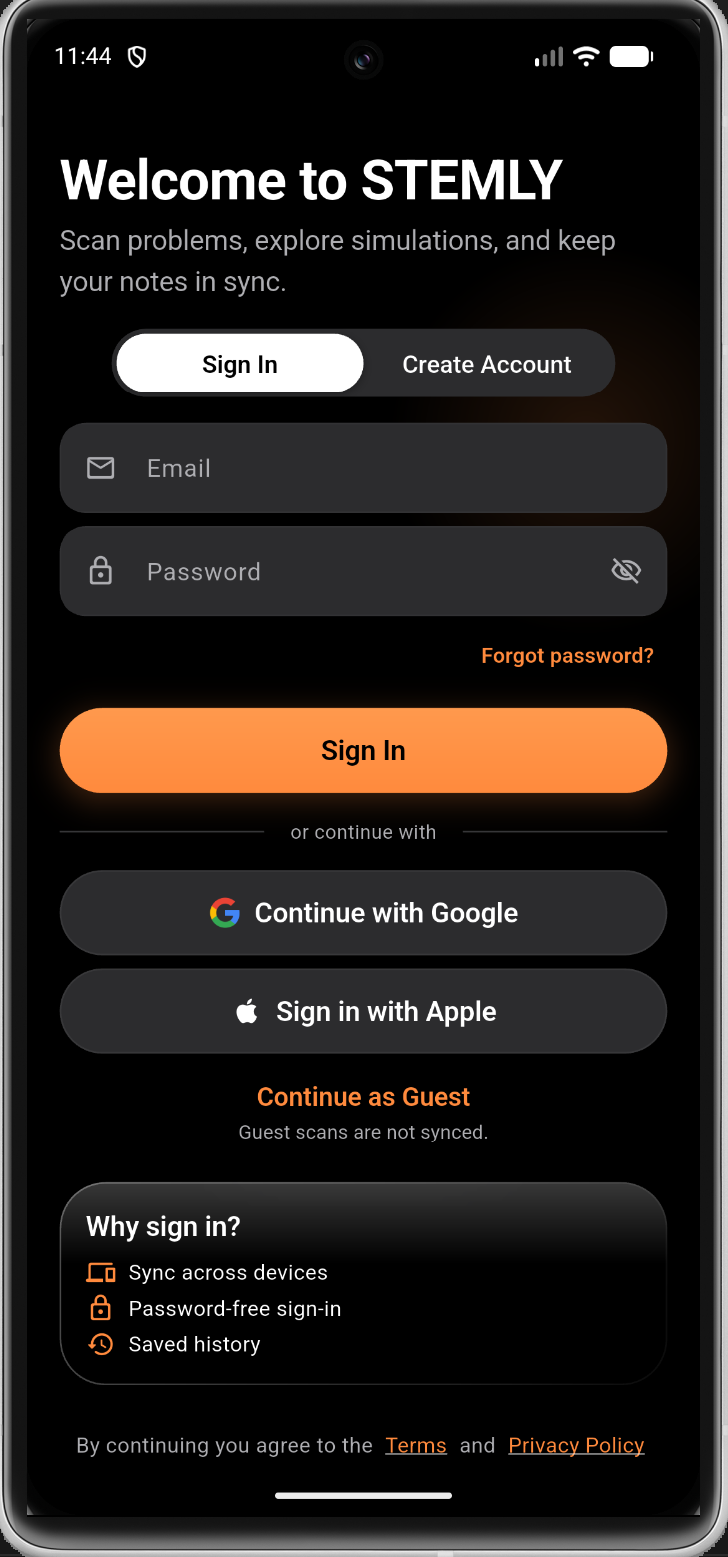 11:44
Welcome to STEMLY
Scan problems, explore simulations, and keep
your notes in sync.
Sign In
Create Account
Email
Password
Forgot password?
Sign In
or continue with
Continue with Google
Sign in with Apple
Continue as Guest
Guest scans are not synced.
Why sign in?
Sync across devices
Password-free sign-in
Saved history
By continuing you agree to the Terms and Privacy Policy